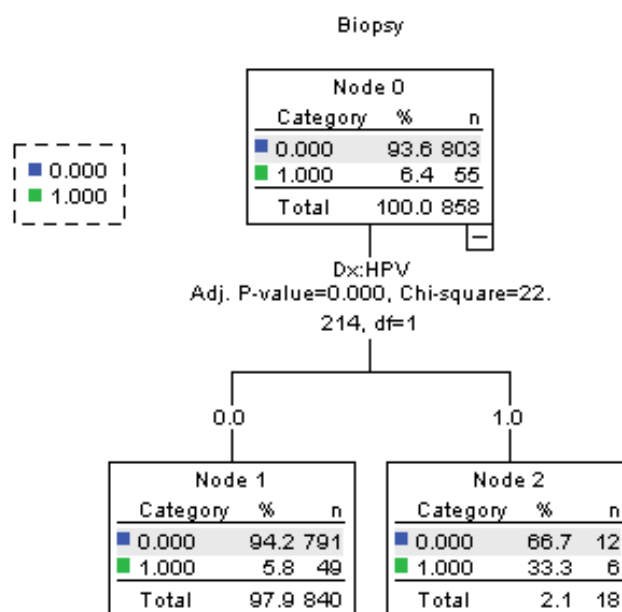 Biopsy
0.000
1.000
Node 0
Category % n
0.000 93.6 803
1.000 6.4 55
Total 100.0 858
Dx:HPV
Adj. P-value=0.000, Chi-square=22.
214, df=1
0.0 1.0
Node 1
Category % n
0.000 94.2 791
1.000 5.8 49
Total 97.9 840
Node 2
Category % n
0.000 66.7 12
1.000 33.3 6
Total 2.1 18